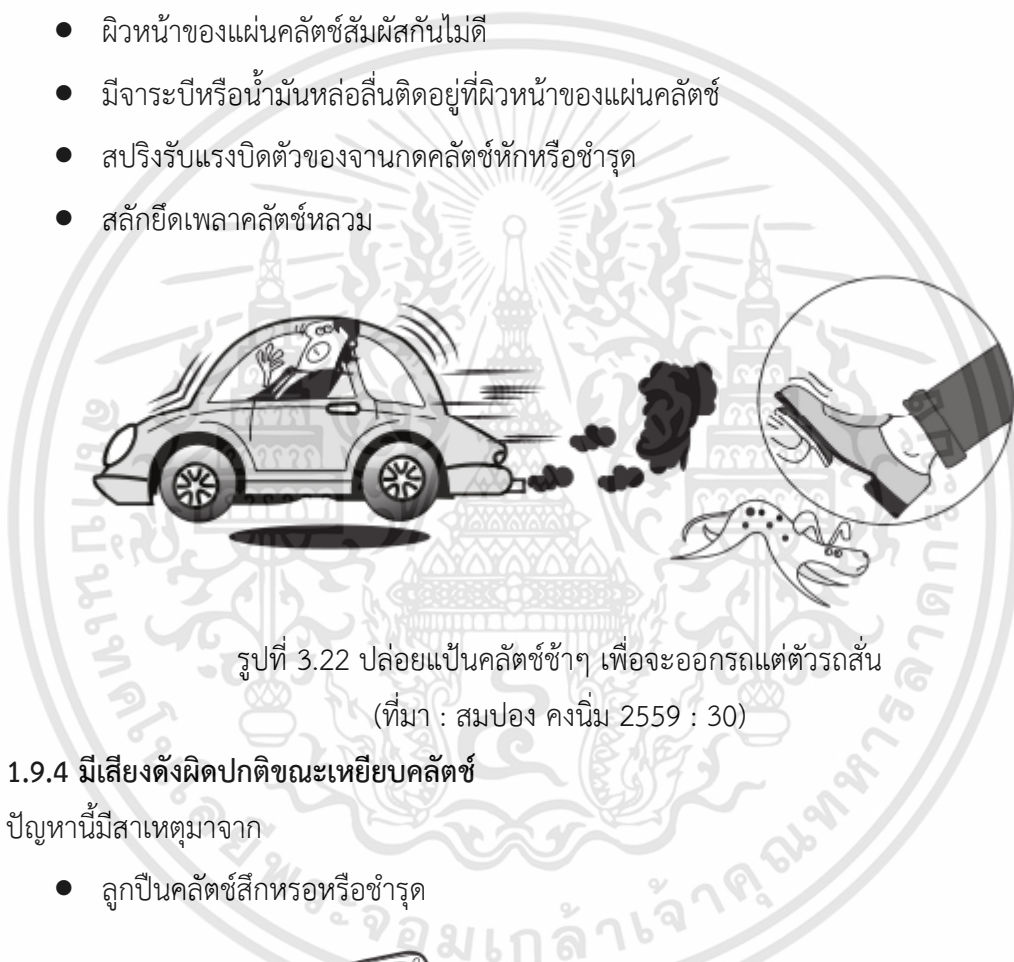 ● ผิวหน้าของแผ่นคลัตช์สัมผัสกันไม่ดี
● มีจาระบีหรือน้ำมันหล่อลื่นติดอยู่ที่ผิวหน้าของแผ่นคลัตช์
● สปริงรับแรงบิดตัวของจานกดคลัตช์หักหรือชำรุด
● สลักยึดเพลาคลัตช์หลวม
รูปที่ 3.22 ปล่อยแป้นคลัตช์ช้าๆ เพื่อจะออกรถแต่ตัวรถสั่น
(ที่มา : สมปอง คงนิ่ม 2559 : 30)
1.9.4 มีเสียงดังผิดปกติขณะเหยียบคลัตช์
ปัญหานี้มีสาเหตุมาจาก
● ลูกปืนคลัตช์สึกหรอหรือชำรุด